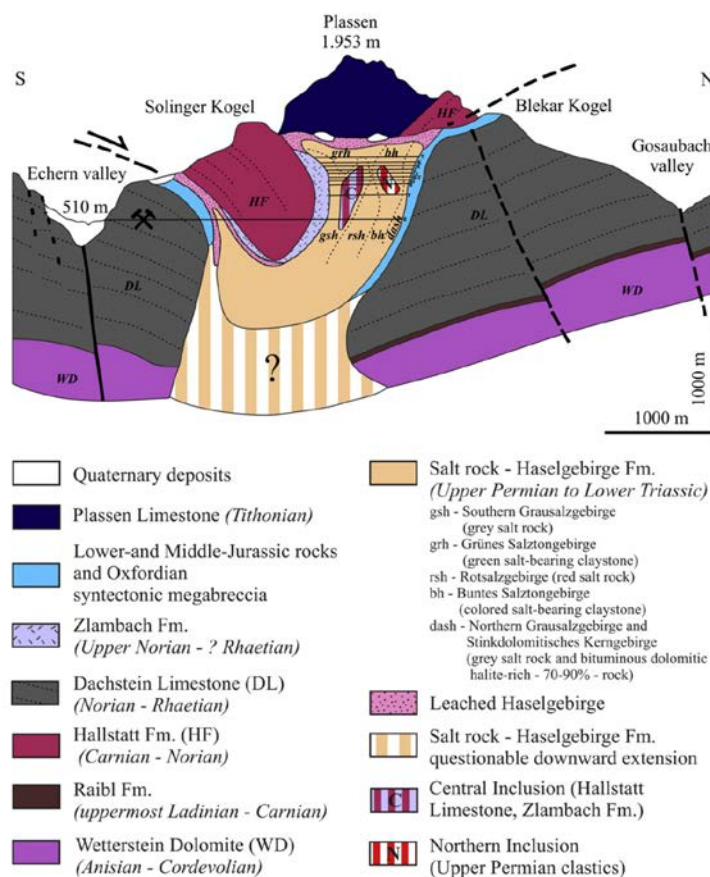 Plassen
1.953 m
S
N
Solinger Kogel
HF
Blekar Kogel
Echern valley
Gosaubach
valley
grh
bh
510 m
HF
C
N
DL
gsh
rsh
bh
dash
DL
WD
WD
?
1000 m
1000 m
Quaternary deposits
Plassen Limestone (Tithonian)
Lower-and Middle-Jurassic rocks
and Oxfordian
syntectonic megabreccia
Zlambach Fm.
(Upper Norian - ? Rhaetian)
Dachstein Limestone (DL)
(Norian - Rhaetian)
Hallstatt Fm. (HF)
(Carnian - Norian)
Raibl Fm.
(uppermost Ladinian - Carnian)
Wetterstein Dolomite (WD)
(Anisian - Cordevolian)
Salt rock - Haselgebirge Fm.
(Upper Permian to Lower Triassic)
gsh - Southern Grausalzgebirge
(grey salt rock)
grh - Grünes Salztongebirge
(green salt-bearing claystone)
rsh - Rotsalzgebirge (red salt rock)
bh - Buntes Salztongebirge
(colored salt-bearing claystone)
dash - Northern Grausalzgebirge and
Stinkdolomitisches Kerngebirge
(grey salt rock and bituminous dolomitic
halite-rich - 70-90% - rock)
Leached Haselgebirge
Salt rock - Haselgebirge Fm.
questionable downward extension
C
Central Inclusion (Hallstatt
Limestone, Zlambach Fm.)
N
Northern Inclusion
(Upper Permian clastics)